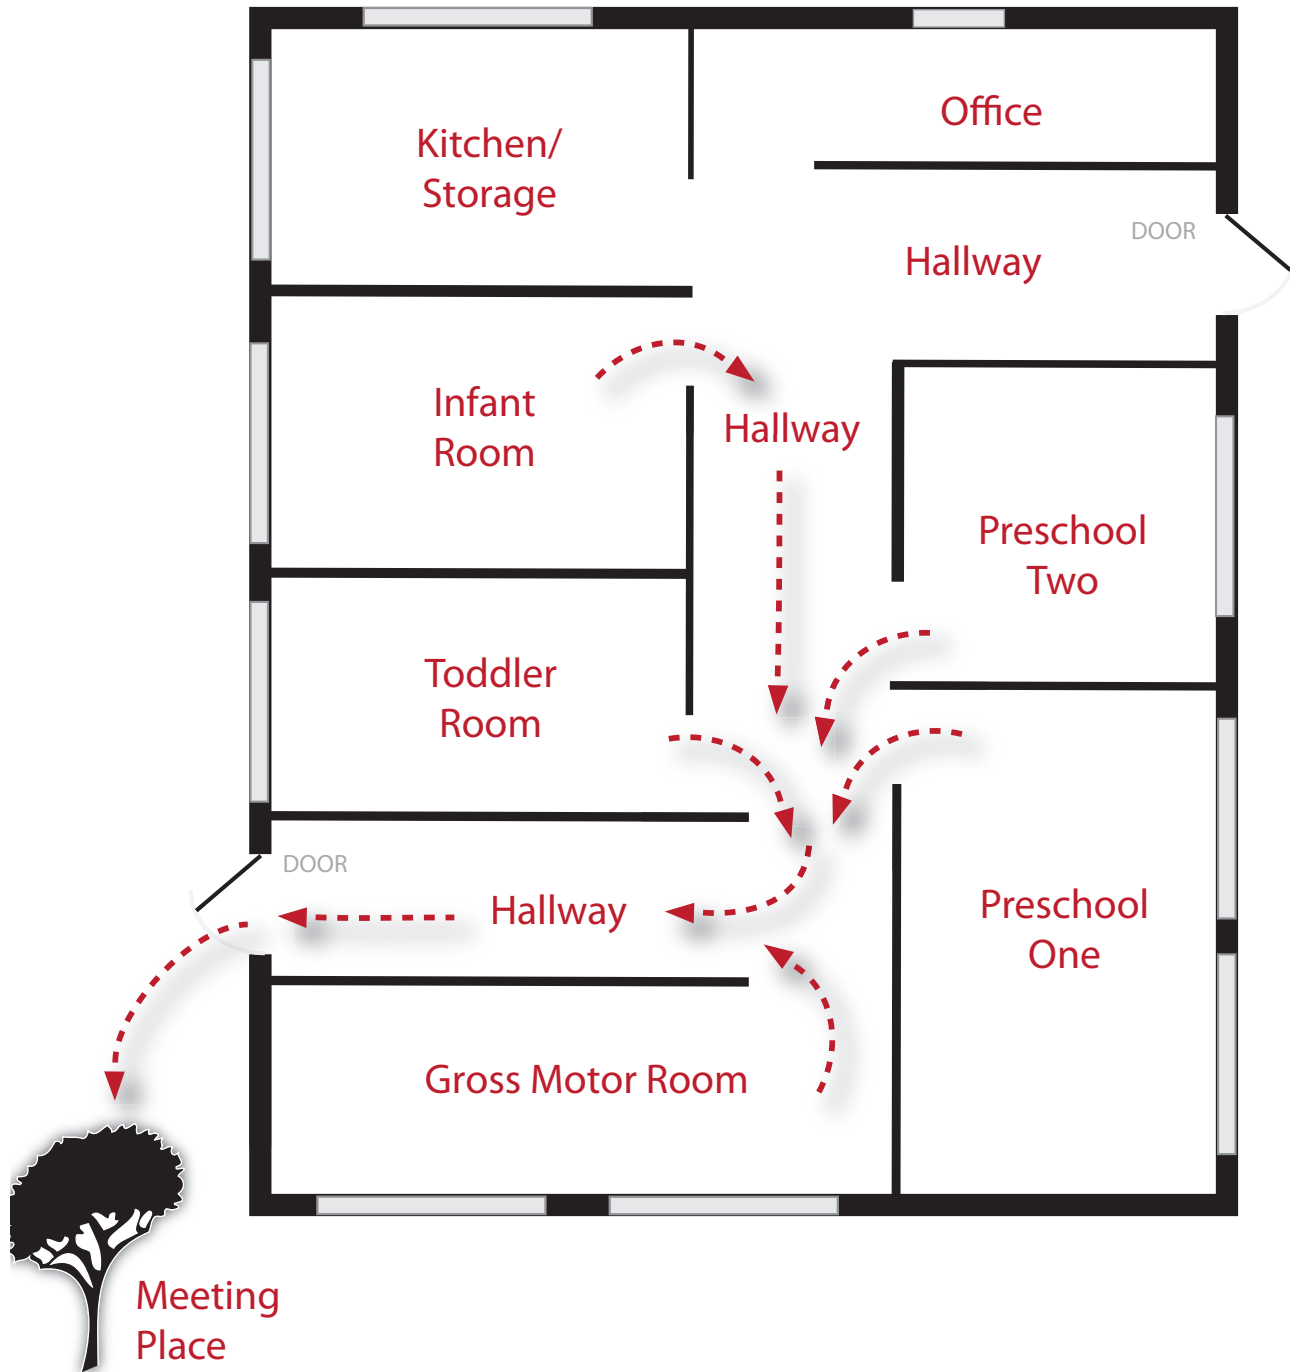 Office
Kitchen/
Storage
DOOR
Hallway
Infant
Room
Hallway
Preschool
Two
Toddler
Room
DOOR
Hallway
Preschool
One
Gross Motor Room
Meeting
Place